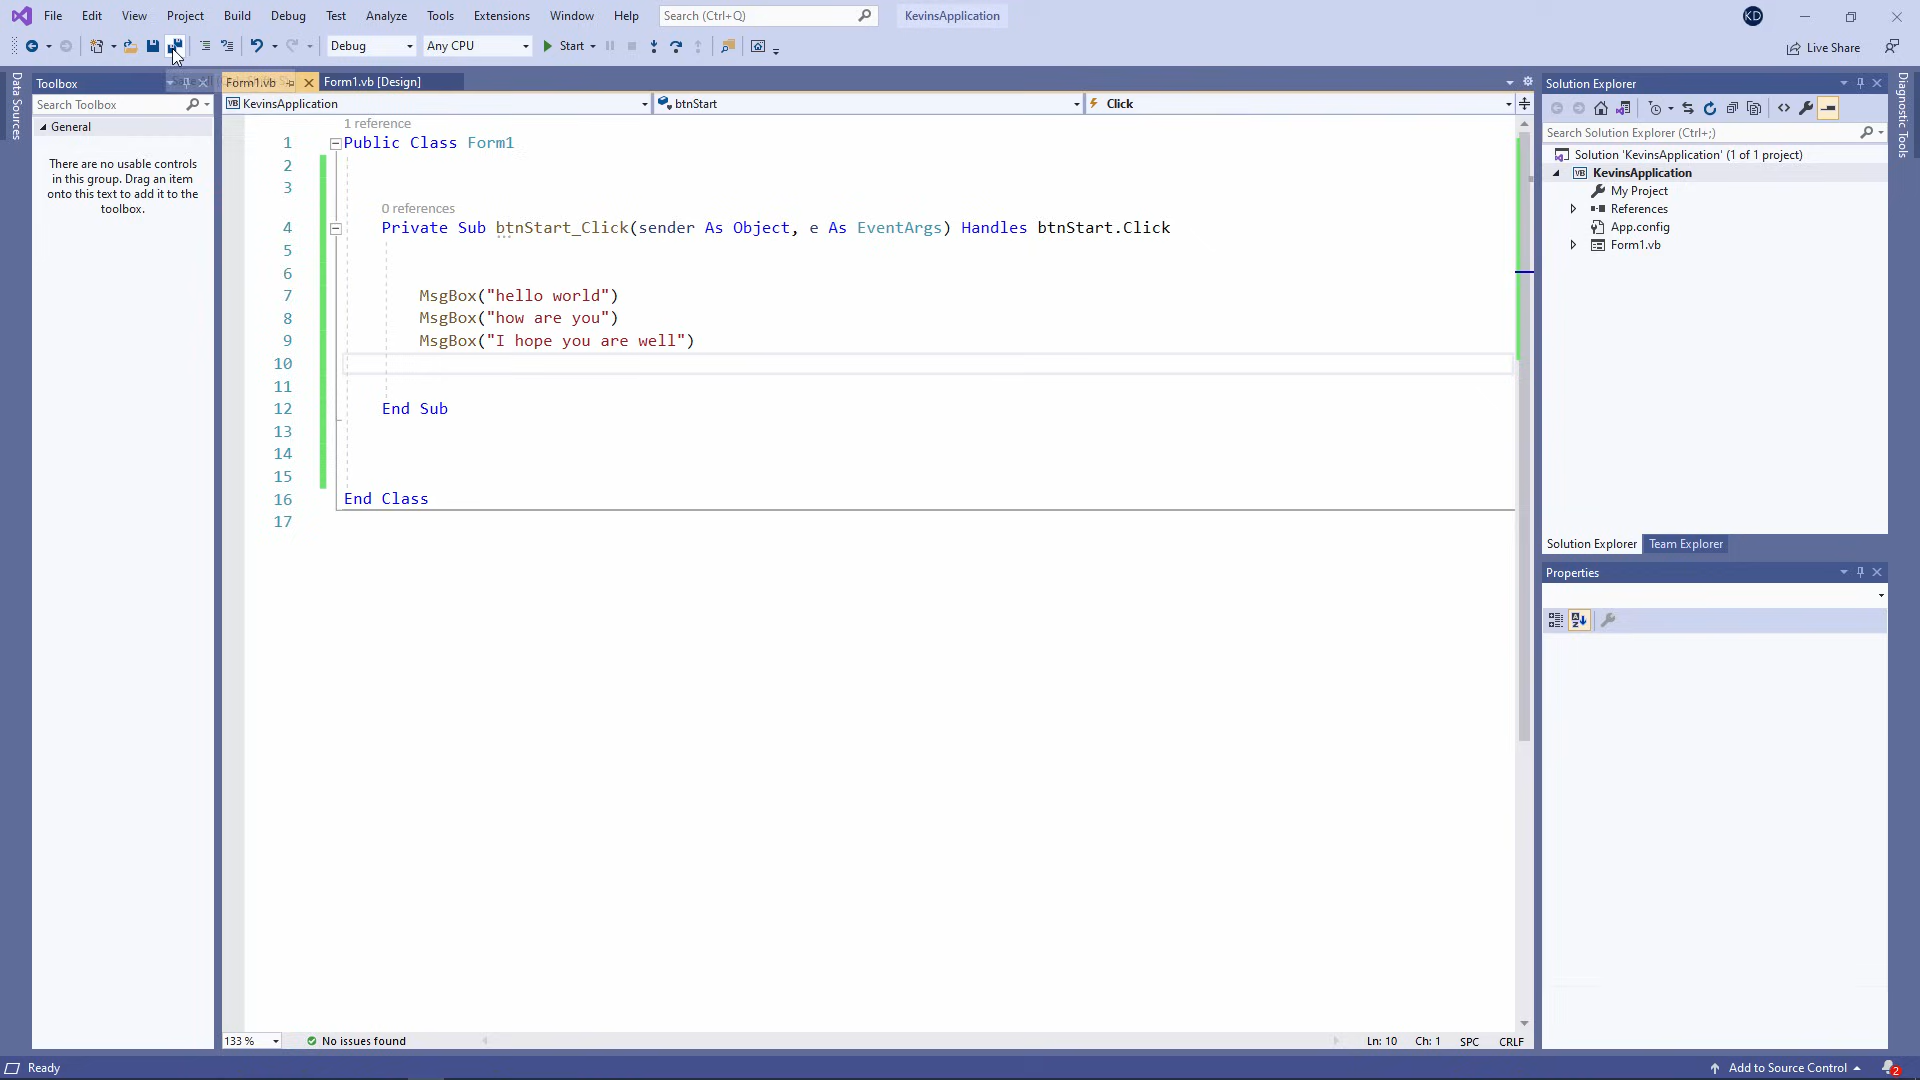 File Edit View Project Build Debug Test Analyze Tools Extensions Window Help Search (Ctrl+Q) KevinsApplication KD
Debug Any CPU Start Live Share
Data Sources
Toolbox
Search Toolbox
General
There are no usable controls
in this group. Drag an item
onto this text to add it to the
toolbox.
Form1.vb Form1.vb [Design]
VB KevinsApplication btnStart Click
1 reference
1 Public Class Form1
2
3
0 references
4 Private Sub btnStart_Click(sender As Object, e As EventArgs) Handles btnStart.Click
5
6
7 MsgBox("hello world")
8 MsgBox("how are you")
9 MsgBox("I hope you are well")
10
11
12 End Sub
13
14
15
16 End Class
17
133 % No issues found Ln: 10 Ch: 1 SPC CRLF
Solution Explorer
Search Solution Explorer (Ctrl+;)
Solution 'KevinsApplication' (1 of 1 project)
VB KevinsApplication
My Project
References
App.config
Form1.vb
Solution Explorer Team Explorer
Properties
Diagnostic Tools
Ready Add to Source Control 2